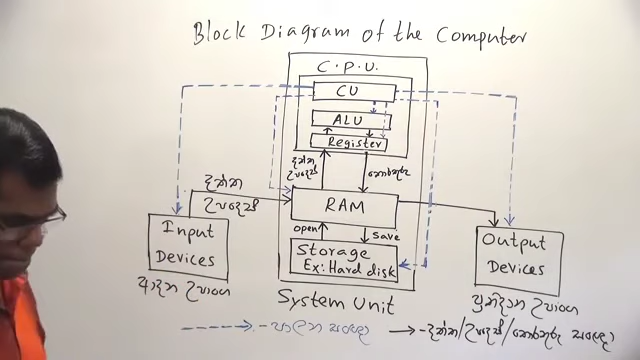 Block Diagram of the Computer
C.P.U.
CU
ALU
Register
දත්ත
උපදෙස්
තොරතුරු
දත්ත
උපදෙස්
RAM
Input
Devices
ආදාන උපාංග
open
save
Storage
Ex: Hard disk
Output
Devices
ප්‍රතිදාන උපාංග
System Unit
- පාලන සංඥා
- දත්ත/උපදෙස්/තොරතුරු සංඥා